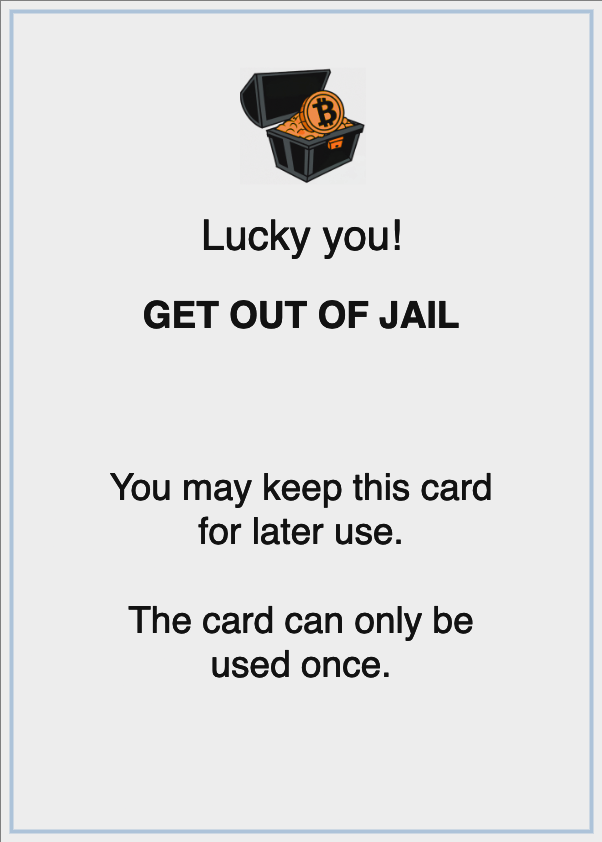 Lucky you!
GET OUT OF JAIL
You may keep this card
for later use.
The card can only be
used once.